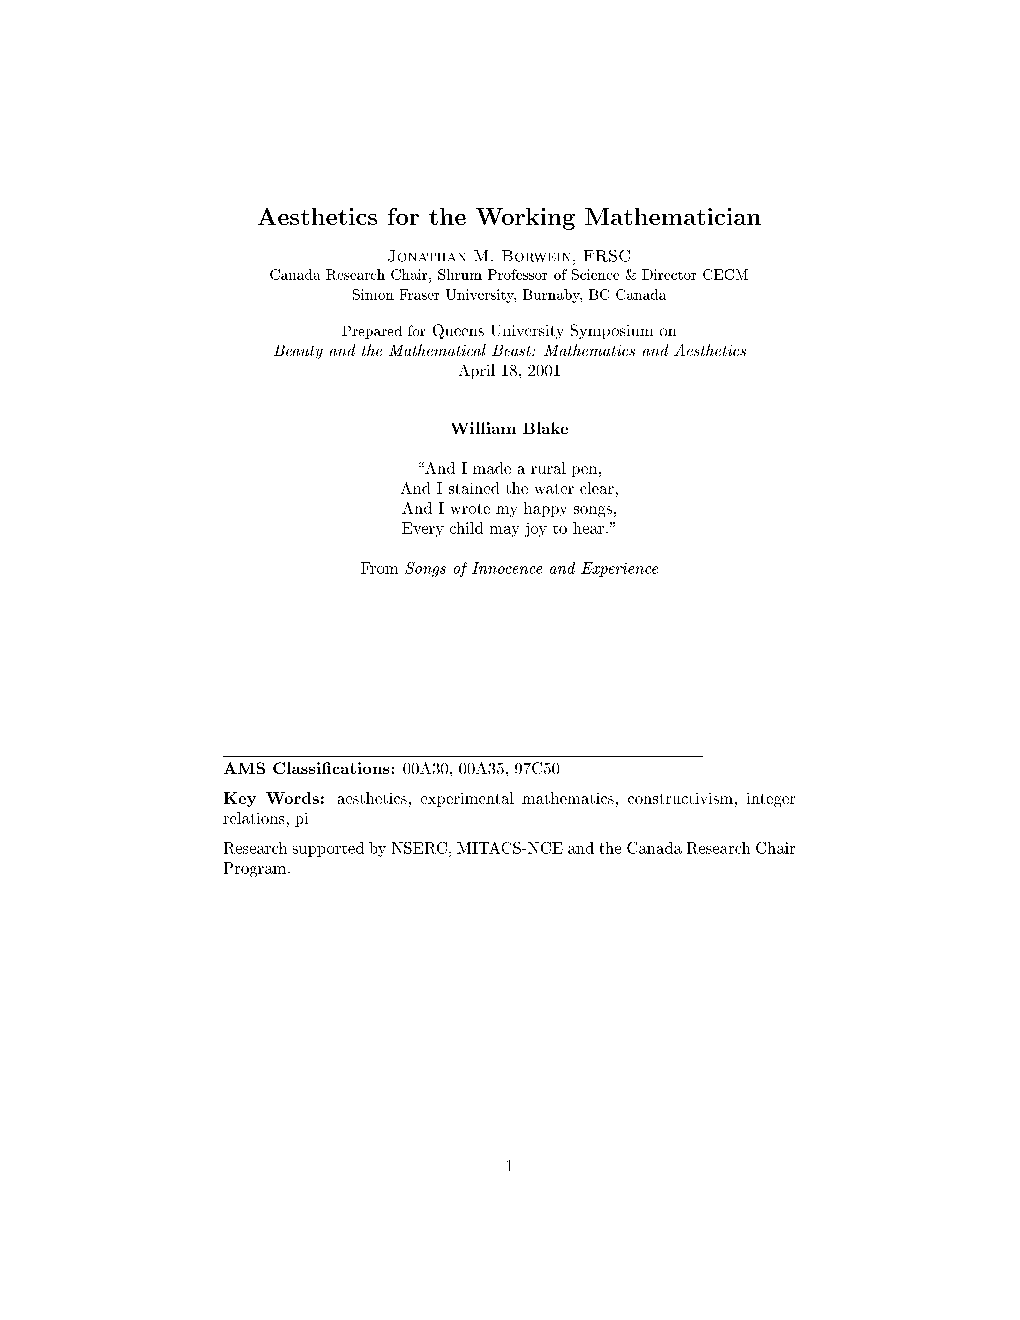 Aesthetics for the Working Mathematician
Jonathan M. Borwein, FRSC
Canada Research Chair, Shrum Professor of Science & Director CECM
Simon Fraser University, Burnaby, BC Canada
Prepared for Queens University Symposium on
Beauty and the Mathematical Beast: Mathematics and Aesthetics
April 18, 2001
William Blake
“And I made a rural pen,
And I stained the water clear,
And I wrote my happy songs,
Every child may joy to hear.”
From Songs of Innocence and Experience
AMS Classifications: 00A30, 00A35, 97C50
Key Words: aesthetics, experimental mathematics, constructivism, integer
relations, pi
Research supported by NSERC, MITACS-NCE and the Canada Research Chair
Program.
1